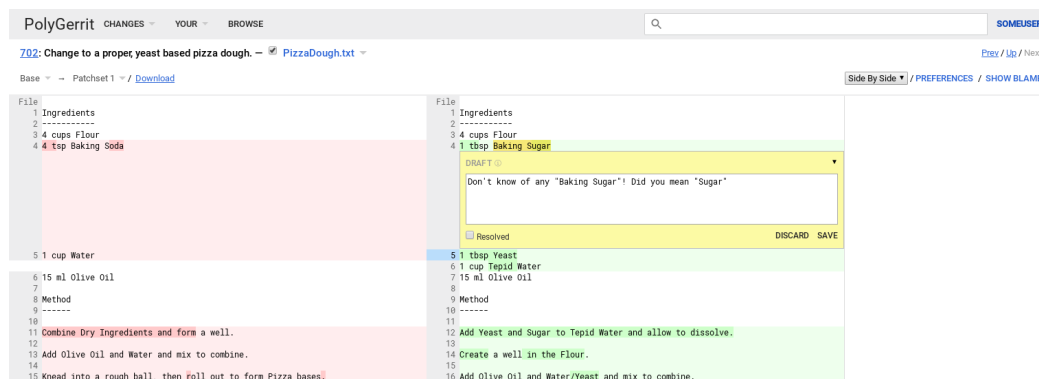 PolyGerrit CHANGES YOUR BROWSE SOMEUSER
702: Change to a proper, yeast based pizza dough. — PizzaDough.txt Prev / Up / Nex
Base → Patchset 1 / Download Side By Side / PREFERENCES / SHOW BLAM
File File
1 Ingredients 1 Ingredients
2 ----------- 2 -----------
3 4 cups Flour 3 4 cups Flour
4 4 tsp Baking Soda 4 1 tbsp Baking Sugar
DRAFT
Don't know of any "Baking Sugar"! Did you mean "Sugar"
Resolved DISCARD SAVE
5 1 cup Water 5 1 tbsp Yeast
6 1 cup Tepid Water
6 15 ml Olive Oil 7 15 ml Olive Oil
7 8
8 Method 9 Method
9 ------ 10 ------
10 11
11 Combine Dry Ingredients and form a well. 12 Add Yeast and Sugar to Tepid Water and allow to dissolve.
12 13
13 Add Olive Oil and Water and mix to combine. 14 Create a well in the Flour.
14 15
15 Knead into a rough ball, then roll out to form Pizza bases. 16 Add Olive Oil and Water/Yeast and mix to combine.